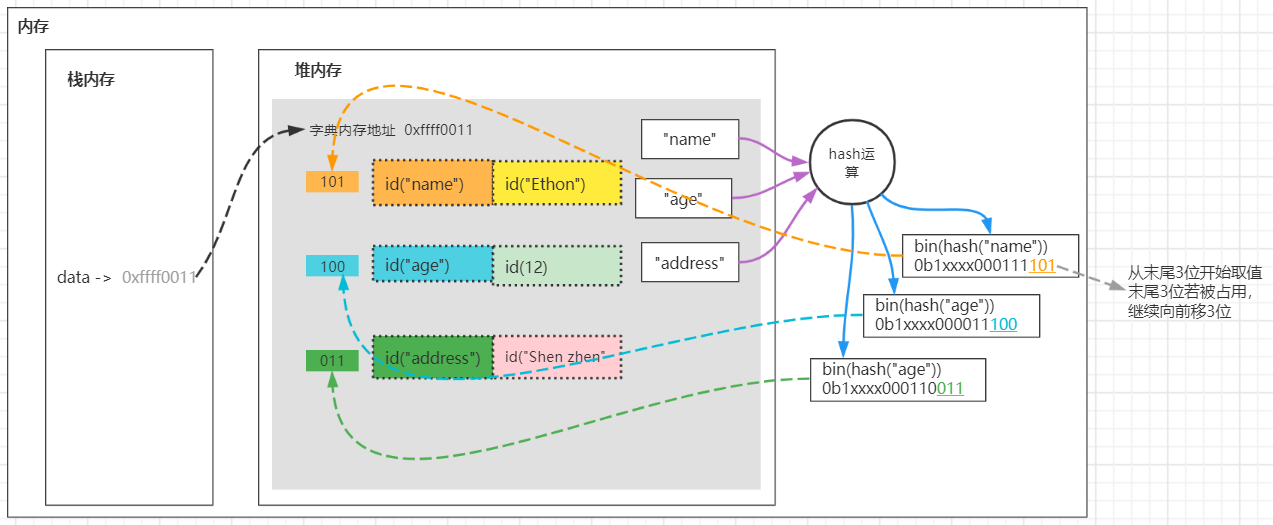 内存
栈内存
data -> 0xffff0011
堆内存
字典内存地址 0xffff0011
101
id("name")
id("Ethon")
100
id("age")
id(12)
011
id("address")
id("Shen zhen"
"name"
"age"
"address"
hash运
算
bin(hash("name"))
0b1xxxx000111101
bin(hash("age"))
0b1xxxx000011100
bin(hash("age"))
0b1xxxx000110011
从末尾3位开始取值
末尾3位若被占用，
继续向前移3位